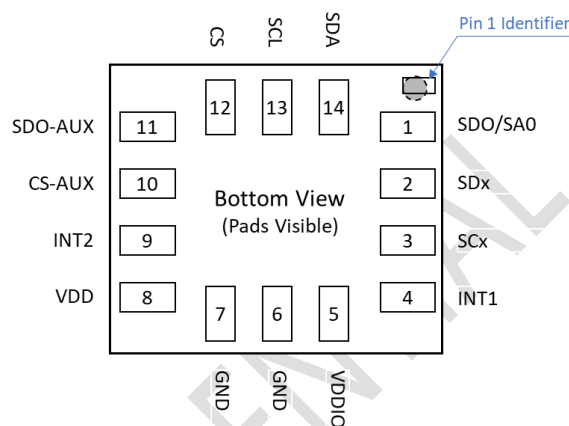 Pin 1 Identifier
CS
SCL
SDA
12
13
14
SDO-AUX
11
1
SDO/SA0
CS-AUX
10
2
SDx
Bottom View
(Pads Visible)
INT2
9
3
SCx
VDD
8
4
INT1
7
6
5
GND
GND
VDDIO